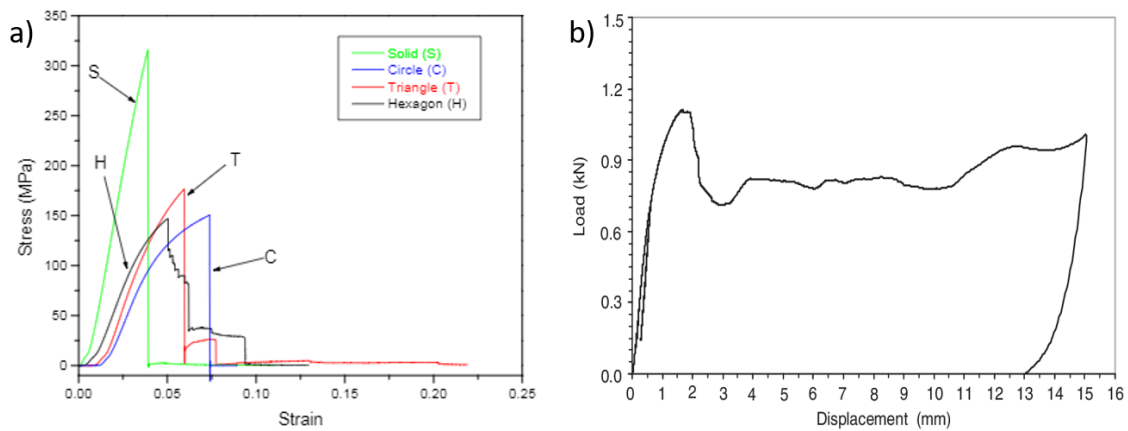 a)
350
300
250
200
150
100
50
0
Stress (MPa)
0.00 0.05 0.10 0.15 0.20 0.25
Strain
Solid (S)
Circle (C)
Triangle (T)
Hexagon (H)
S
H
T
C
b)
1.5
1.2
0.9
0.6
0.3
0.0
Load (kN)
0 1 2 3 4 5 6 7 8 9 10 11 12 13 14 15 16
Displacement (mm)